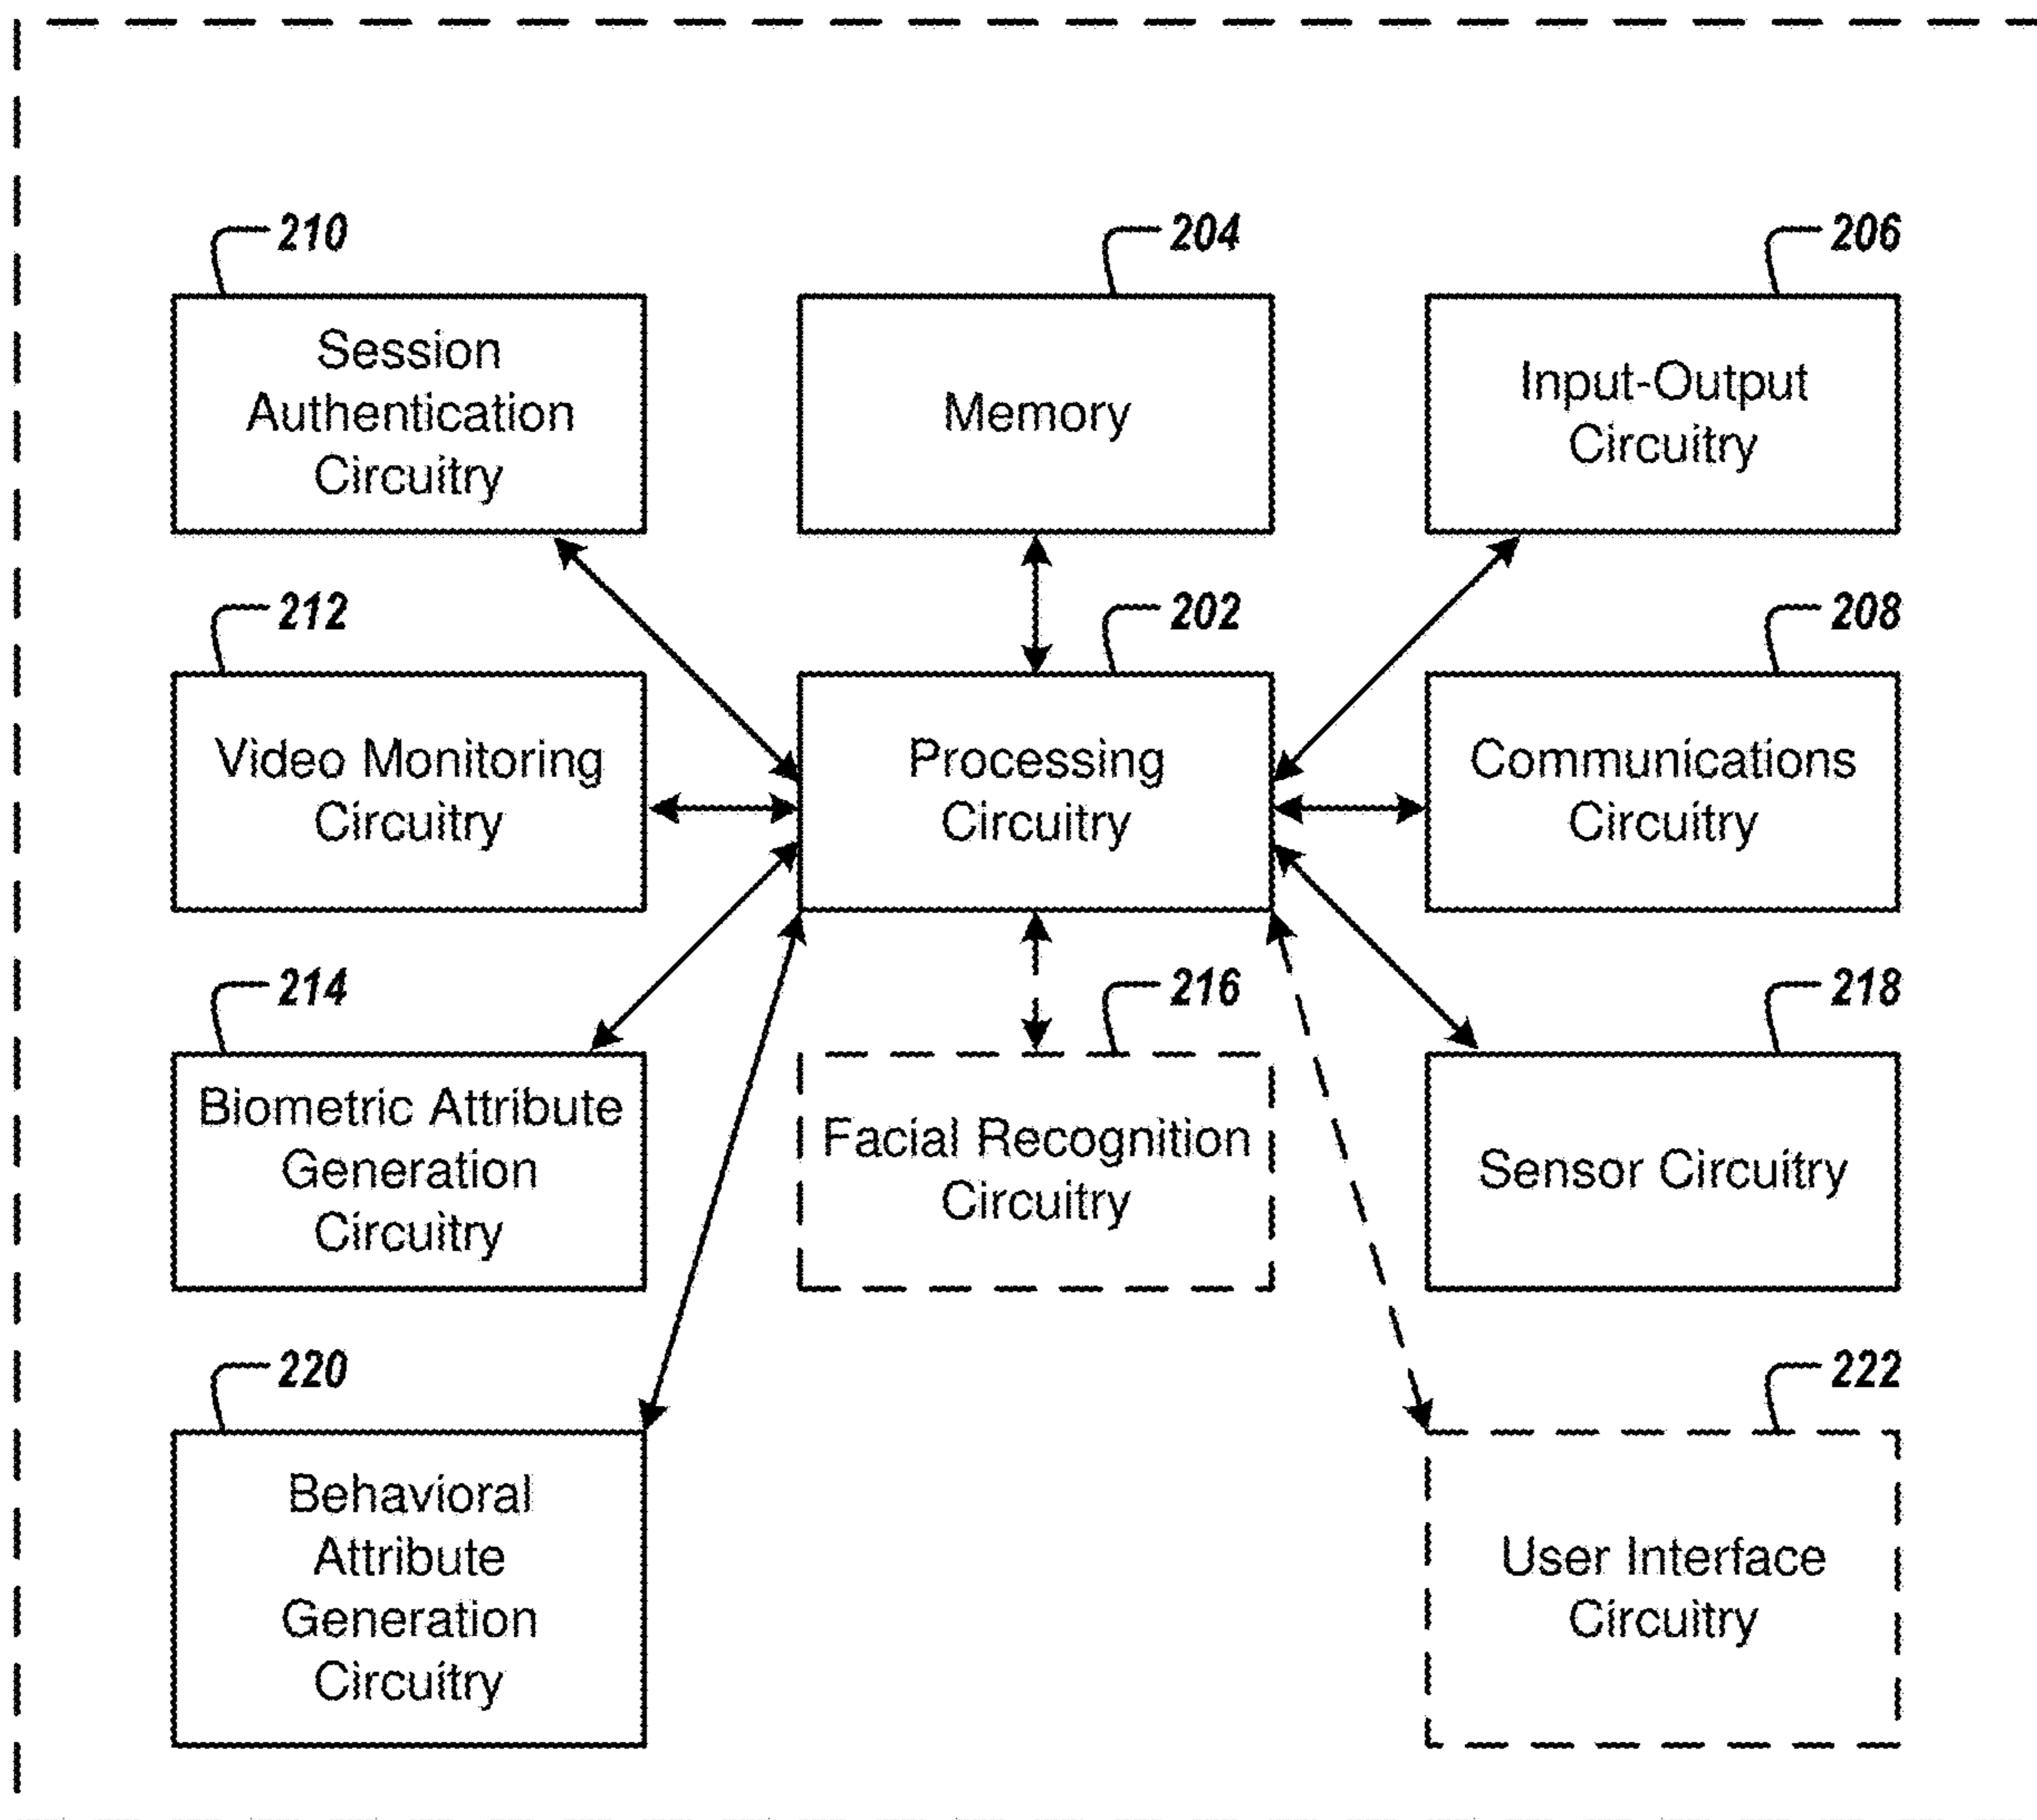 210
204
206
Session
Authentication
Circuitry
Memory
Input-Output
Circuitry
212
202
208
Video Monitoring
Circuitry
Processing
Circuitry
Communications
Circuitry
214
216
218
Biometric Attribute
Generation
Circuitry
Facial Recognition
Circuitry
Sensor Circuitry
220
222
Behavioral
Attribute
Generation
Circuitry
User Interface
Circuitry